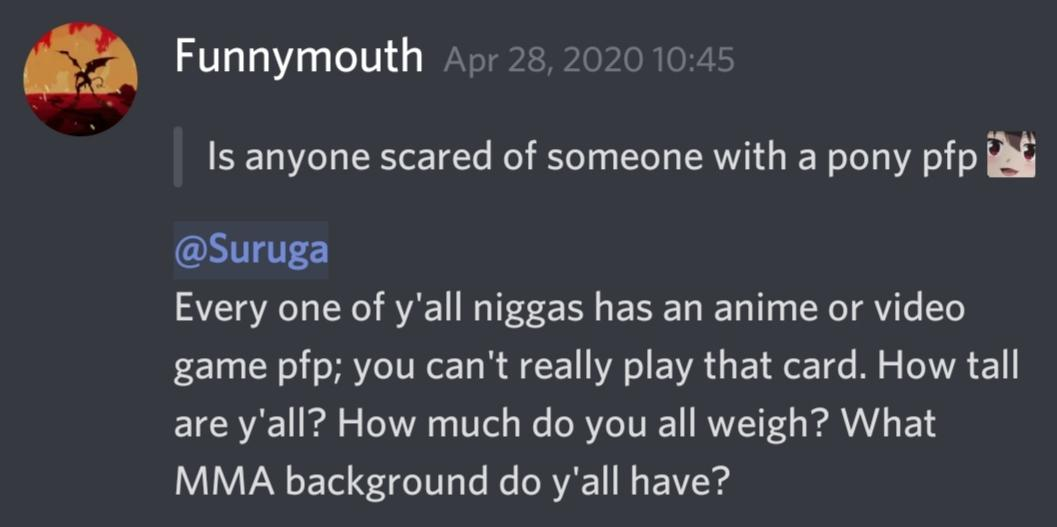 Funnymouth Apr 28, 2020 10:45
Is anyone scared of someone with a pony pfp
@Suruga
Every one of y'all niggas has an anime or video
game pfp; you can't really play that card. How tall
are y'all? How much do you all weigh? What
MMA background do y'all have?